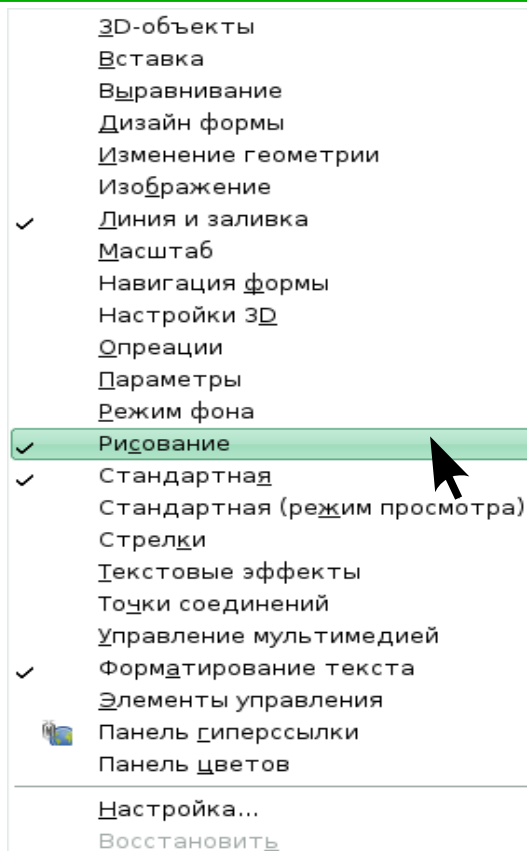 3D-объекты
Вставка
Выравнивание
Дизайн формы
Изменение геометрии
Изображение
Линия и заливка
Масштаб
Навигация формы
Настройки 3D
Опреации
Параметры
Режим фона
Рисование
Стандартная
Стандартная (режим просмотра)
Стрелки
Текстовые эффекты
Точки соединений
Управление мультимедией
Форматирование текста
Элементы управления
Панель гиперссылки
Панель цветов
Настройка...
Восстановить